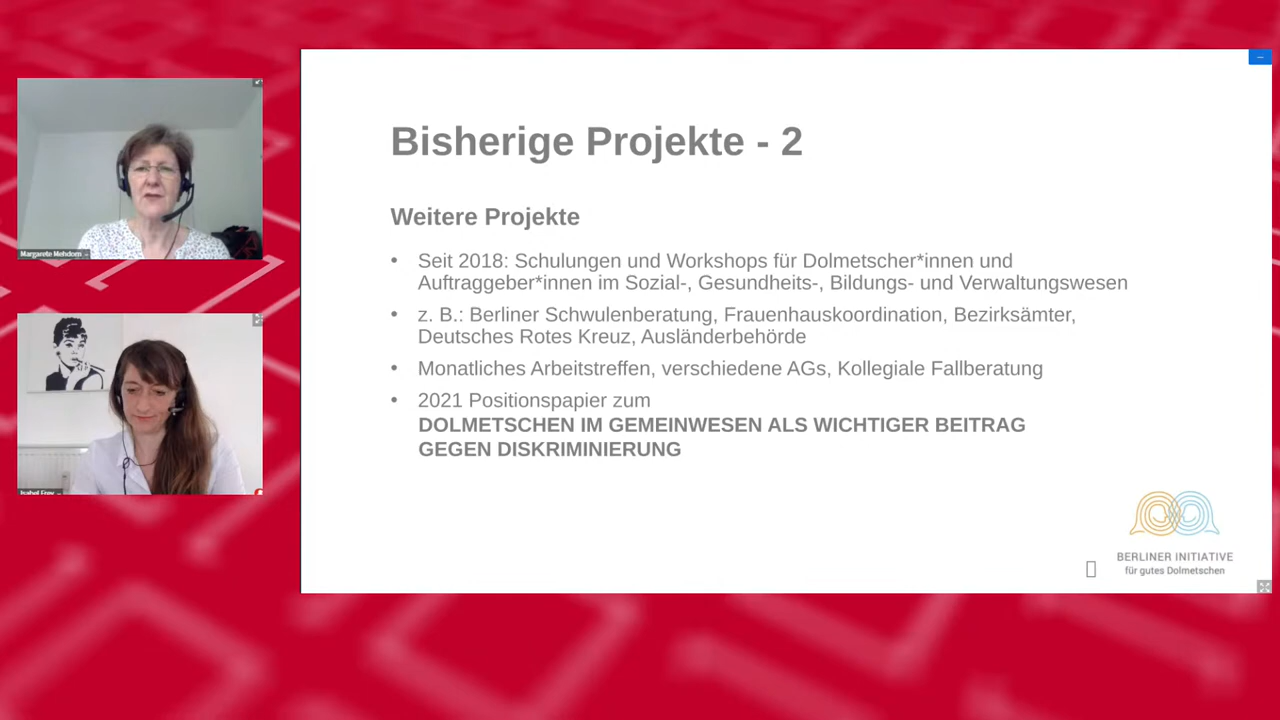 Margarete Mehdorn
Isabel Frey
Bisherige Projekte - 2
Weitere Projekte
• Seit 2018: Schulungen und Workshops für Dolmetscher*innen und
Auftraggeber*innen im Sozial-, Gesundheits-, Bildungs- und Verwaltungswesen
• z. B.: Berliner Schwulenberatung, Frauenhauskoordination, Bezirksämter,
Deutsches Rotes Kreuz, Ausländerbehörde
• Monatliches Arbeitstreffen, verschiedene AGs, Kollegiale Fallberatung
• 2021 Positionspapier zum
DOLMETSCHEN IM GEMEINWESEN ALS WICHTIGER BEITRAG
GEGEN DISKRIMINIERUNG
BERLINER INITIATIVE
für gutes Dolmetschen